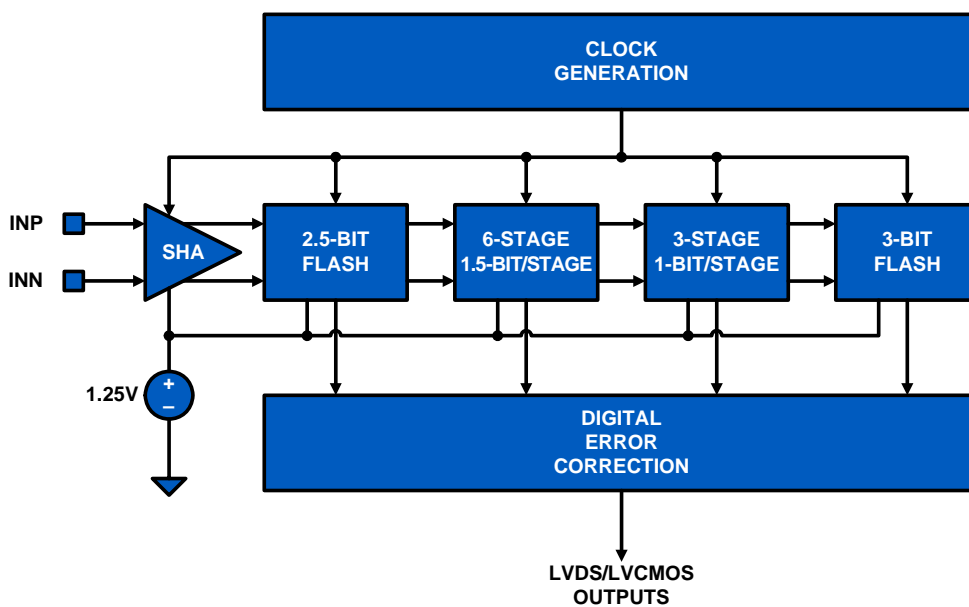 CLOCK
GENERATION
INP
INN
SHA
2.5-BIT
FLASH
6-STAGE
1.5-BIT/STAGE
3-STAGE
1-BIT/STAGE
3-BIT
FLASH
1.25V
+
–
DIGITAL
ERROR
CORRECTION
LVDS/LVCMOS
OUTPUTS